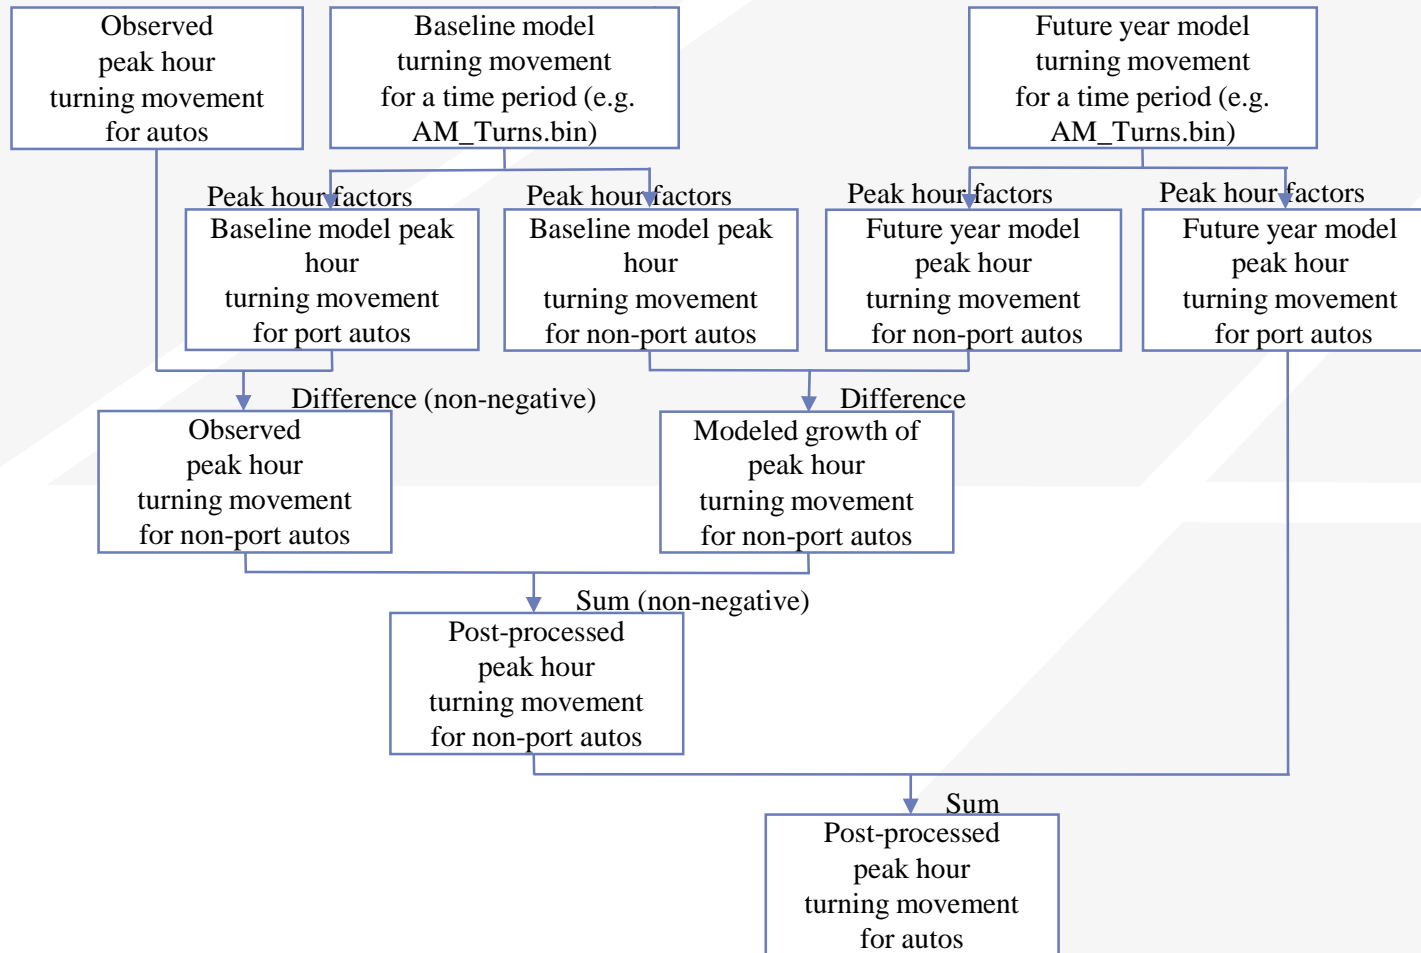 Observed
peak hour
turning movement
for autos
Baseline model
turning movement
for a time period (e.g.
AM_Turns.bin)
Future year model
turning movement
for a time period (e.g.
AM_Turns.bin)
Peak hour factors
Peak hour factors
Peak hour factors
Peak hour factors
Baseline model peak
hour
turning movement
for port autos
Baseline model peak
hour
turning movement
for non-port autos
Future year model
peak hour
turning movement
for non-port autos
Future year model
peak hour
turning movement
for port autos
Difference (non-negative)
Difference
Observed
peak hour
turning movement
for non-port autos
Modeled growth of
peak hour
turning movement
for non-port autos
Sum (non-negative)
Post-processed
peak hour
turning movement
for non-port autos
Sum
Post-processed
peak hour
turning movement
for autos